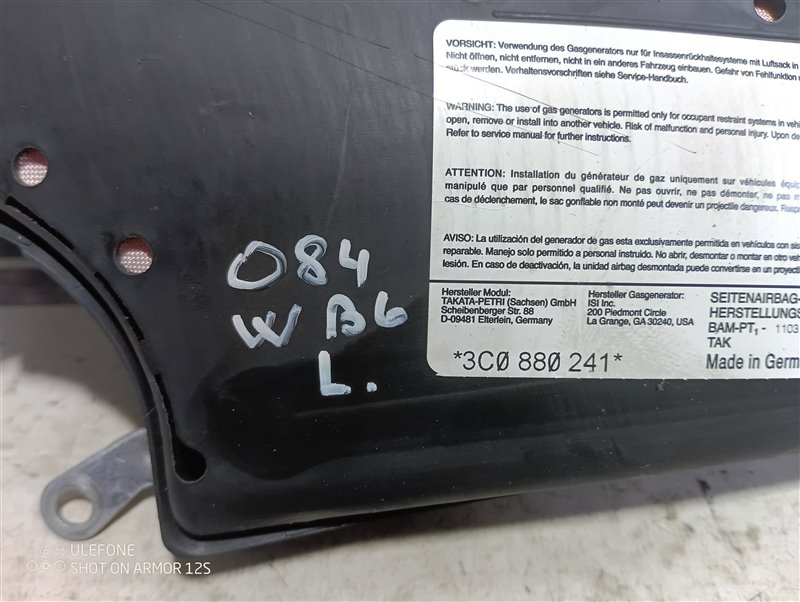 VORSICHT: Verwendung des Gasgenerators nur für Insassenrückhaltesysteme mit Luftsack in
Nicht öffnen, nicht entfernen, nicht in ein anderes Fahrzeug einbauen. Gefahr von Fehlfunktion
werden. Verhaltensvorschriften siehe Service-Handbuch.
WARNING: The use of gas generators is permitted only for occupant restraint systems in
open, remove or install into another vehicle. Risk of malfunction and personal injury. Upon
Refer to service manual for further instructions.
ATTENTION: Installation du générateur de gaz uniquement sur véhicules
manipulé que par personnel qualifié. Ne pas ouvrir, ne pas démonter, ne pas
cas de déclenchement, le sac gonflable non monté peut devenir un projectile dangereux.
AVISO: La utilización del generador de gas esta exclusivamente permitida en vehículos con
reparable. Manejo solo permitido a personal instruido. No abrir, desmontar o montar en otro
lesión. En caso de deactivación, la unidad airbag desmontada puede convertirse en un
Hersteller Modul:
TAKATA-PETRI (Sachsen) GmbH
Scheibenberger Str. 88
D-09481 Elterlein, Germany
Hersteller Gasgenerator:
ISI Inc.
200 Piedmont Circle
La Grange, GA 30240, USA
SEITENAIRBAG-
HERSTELLUNGS
BAM-PT1 - 1103
TAK
*3C0 880 241*
Made in Germ
084
W B6
L.
ULEFONE
SHOT ON ARMOR 12S